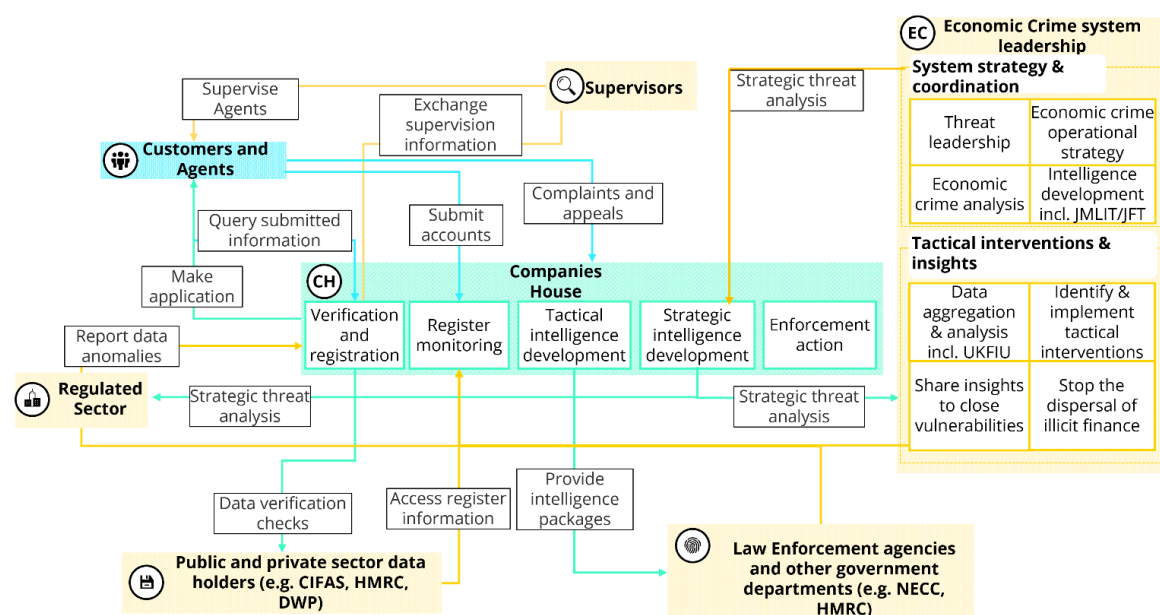 EC
Economic Crime system
leadership
System strategy &
coordination
Threat
leadership
Economic crime
operational
strategy
Economic
crime analysis
Intelligence
development
incl. JMLIT/JFT
Tactical interventions &
insights
Data
aggregation
& analysis
incl. UKFIU
Identify &
implement
tactical
interventions
Share insights
to close
vulnerabilities
Stop the
dispersal of
illicit finance
Supervisors
Supervise
Agents
Exchange
supervision
information
Strategic threat
analysis
Customers and
Agents
Complaints and
appeals
Query submitted
information
Submit
accounts
Make
application
CH
Companies
House
Verification
and
registration
Register
monitoring
Tactical
intelligence
development
Strategic
intelligence
development
Enforcement
action
Report data
anomalies
Regulated
Sector
Strategic threat
analysis
Strategic threat
analysis
Data verification
checks
Access register
information
Provide
intelligence
packages
Public and private sector data
holders (e.g. CIFAS, HMRC,
DWP)
Law Enforcement agencies
and other government
departments (e.g. NECC,
HMRC)